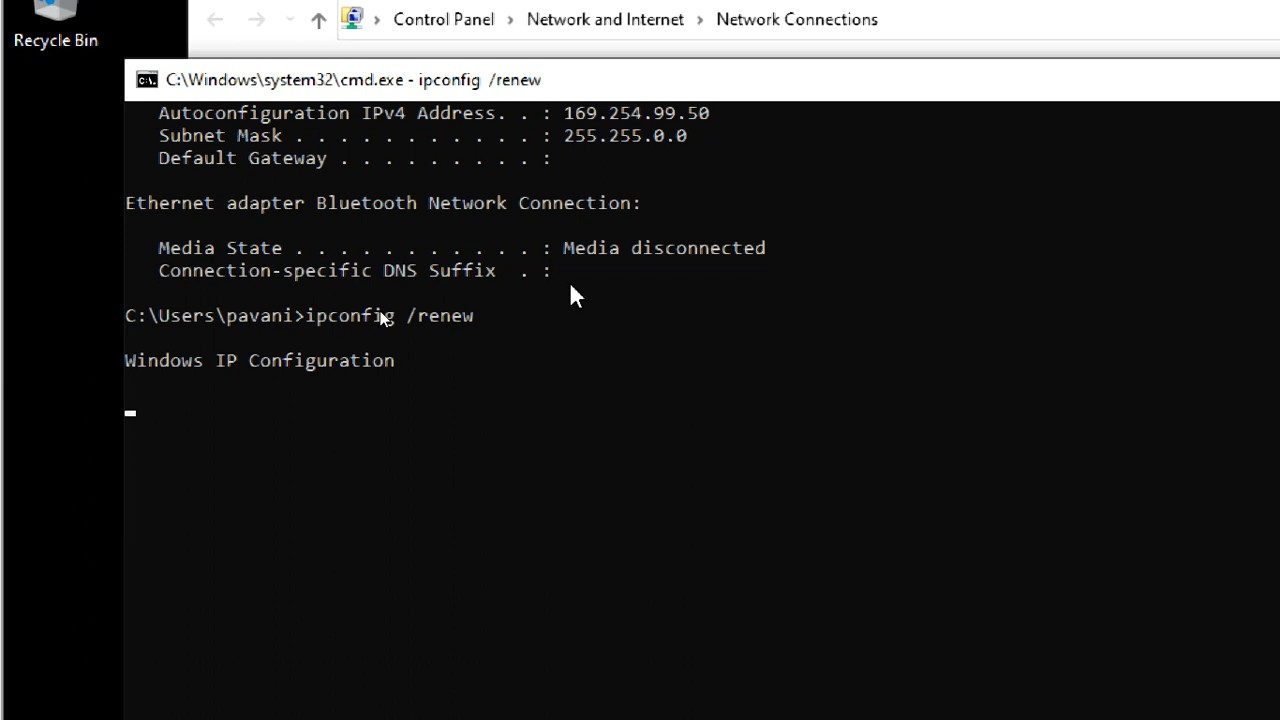 Recycle Bin
Control Panel > Network and Internet > Network Connections
C:\Windows\system32\cmd.exe - ipconfig /renew
Autoconfiguration IPv4 Address. . : 169.254.99.50
Subnet Mask . . . . . . . . . . . : 255.255.0.0
Default Gateway . . . . . . . . . :
Ethernet adapter Bluetooth Network Connection:
Media State . . . . . . . . . . . : Media disconnected
Connection-specific DNS Suffix  . :
C:\Users\pavani>ipconfig /renew
Windows IP Configuration